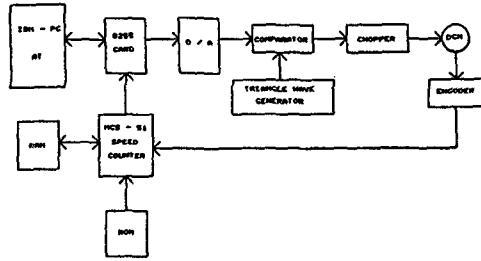 IBM - PC
AT
8255
CARD
D / A
COMPARATOR
CHOPPER
DCM
TRIANGLE WAVE
GENERATOR
ENCODER
MCS - 51
SPEED
COUNTER
RAM
ROM